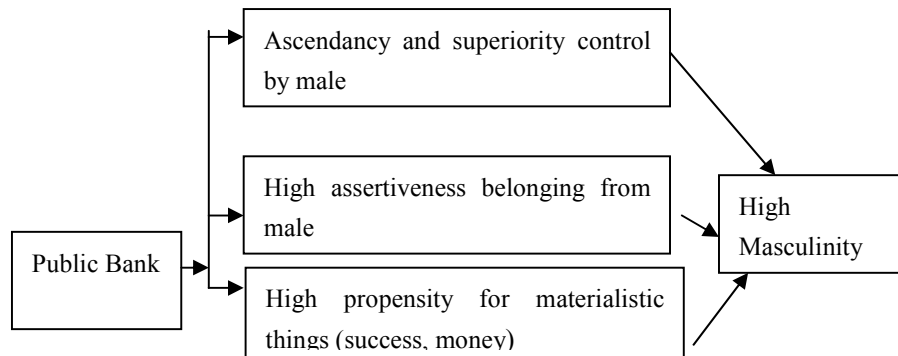 Ascendancy and superiority control
by male
High assertiveness belonging from
male
High
Masculinity
Public Bank
High propensity for materialistic
things (success, money)